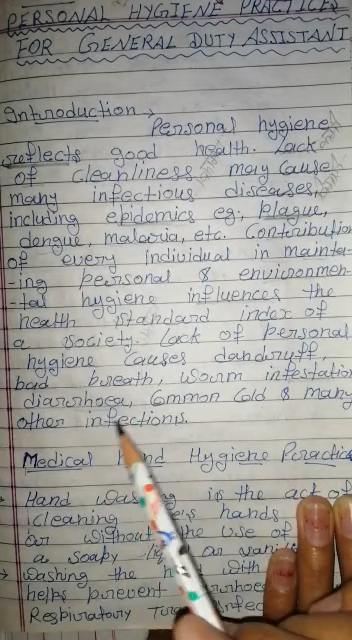 PERSONAL HYGIENE PRACTICES
FOR GENERAL DUTY ASSISTANT
Introduction →
Personal hygiene
reflects good health. Lack
of cleanliness may cause
many infectious diseases,
including epidemics eg; plague,
dengue, malaria, etc. Contribution
of every individual in mainta-
-ing personal & environmen-
-tal hygiene influences the
health standard index of
a society. Lack of personal
hygiene causes dandruff,
bad breath, worm infestation
diarrhoea, Common Cold & many
other infections.
Medical Hand Hygiene Practic
Hand washing is the act of
cleaning hands
or without the use of
a soapy or
→ Washing the with
helps prevent
Respiratory